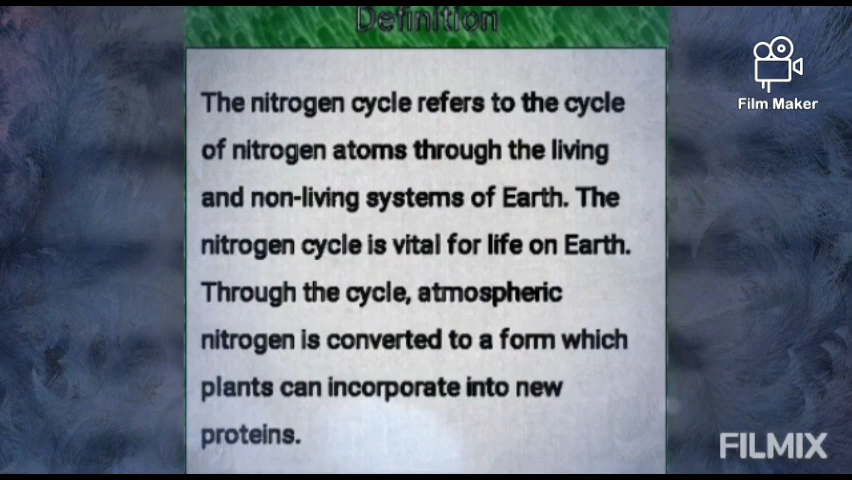 Definition
Film Maker
The nitrogen cycle refers to the cycle
of nitrogen atoms through the living
and non-living systems of Earth. The
nitrogen cycle is vital for life on Earth.
Through the cycle, atmospheric
nitrogen is converted to a form which
plants can incorporate into new
proteins.
FILMIX